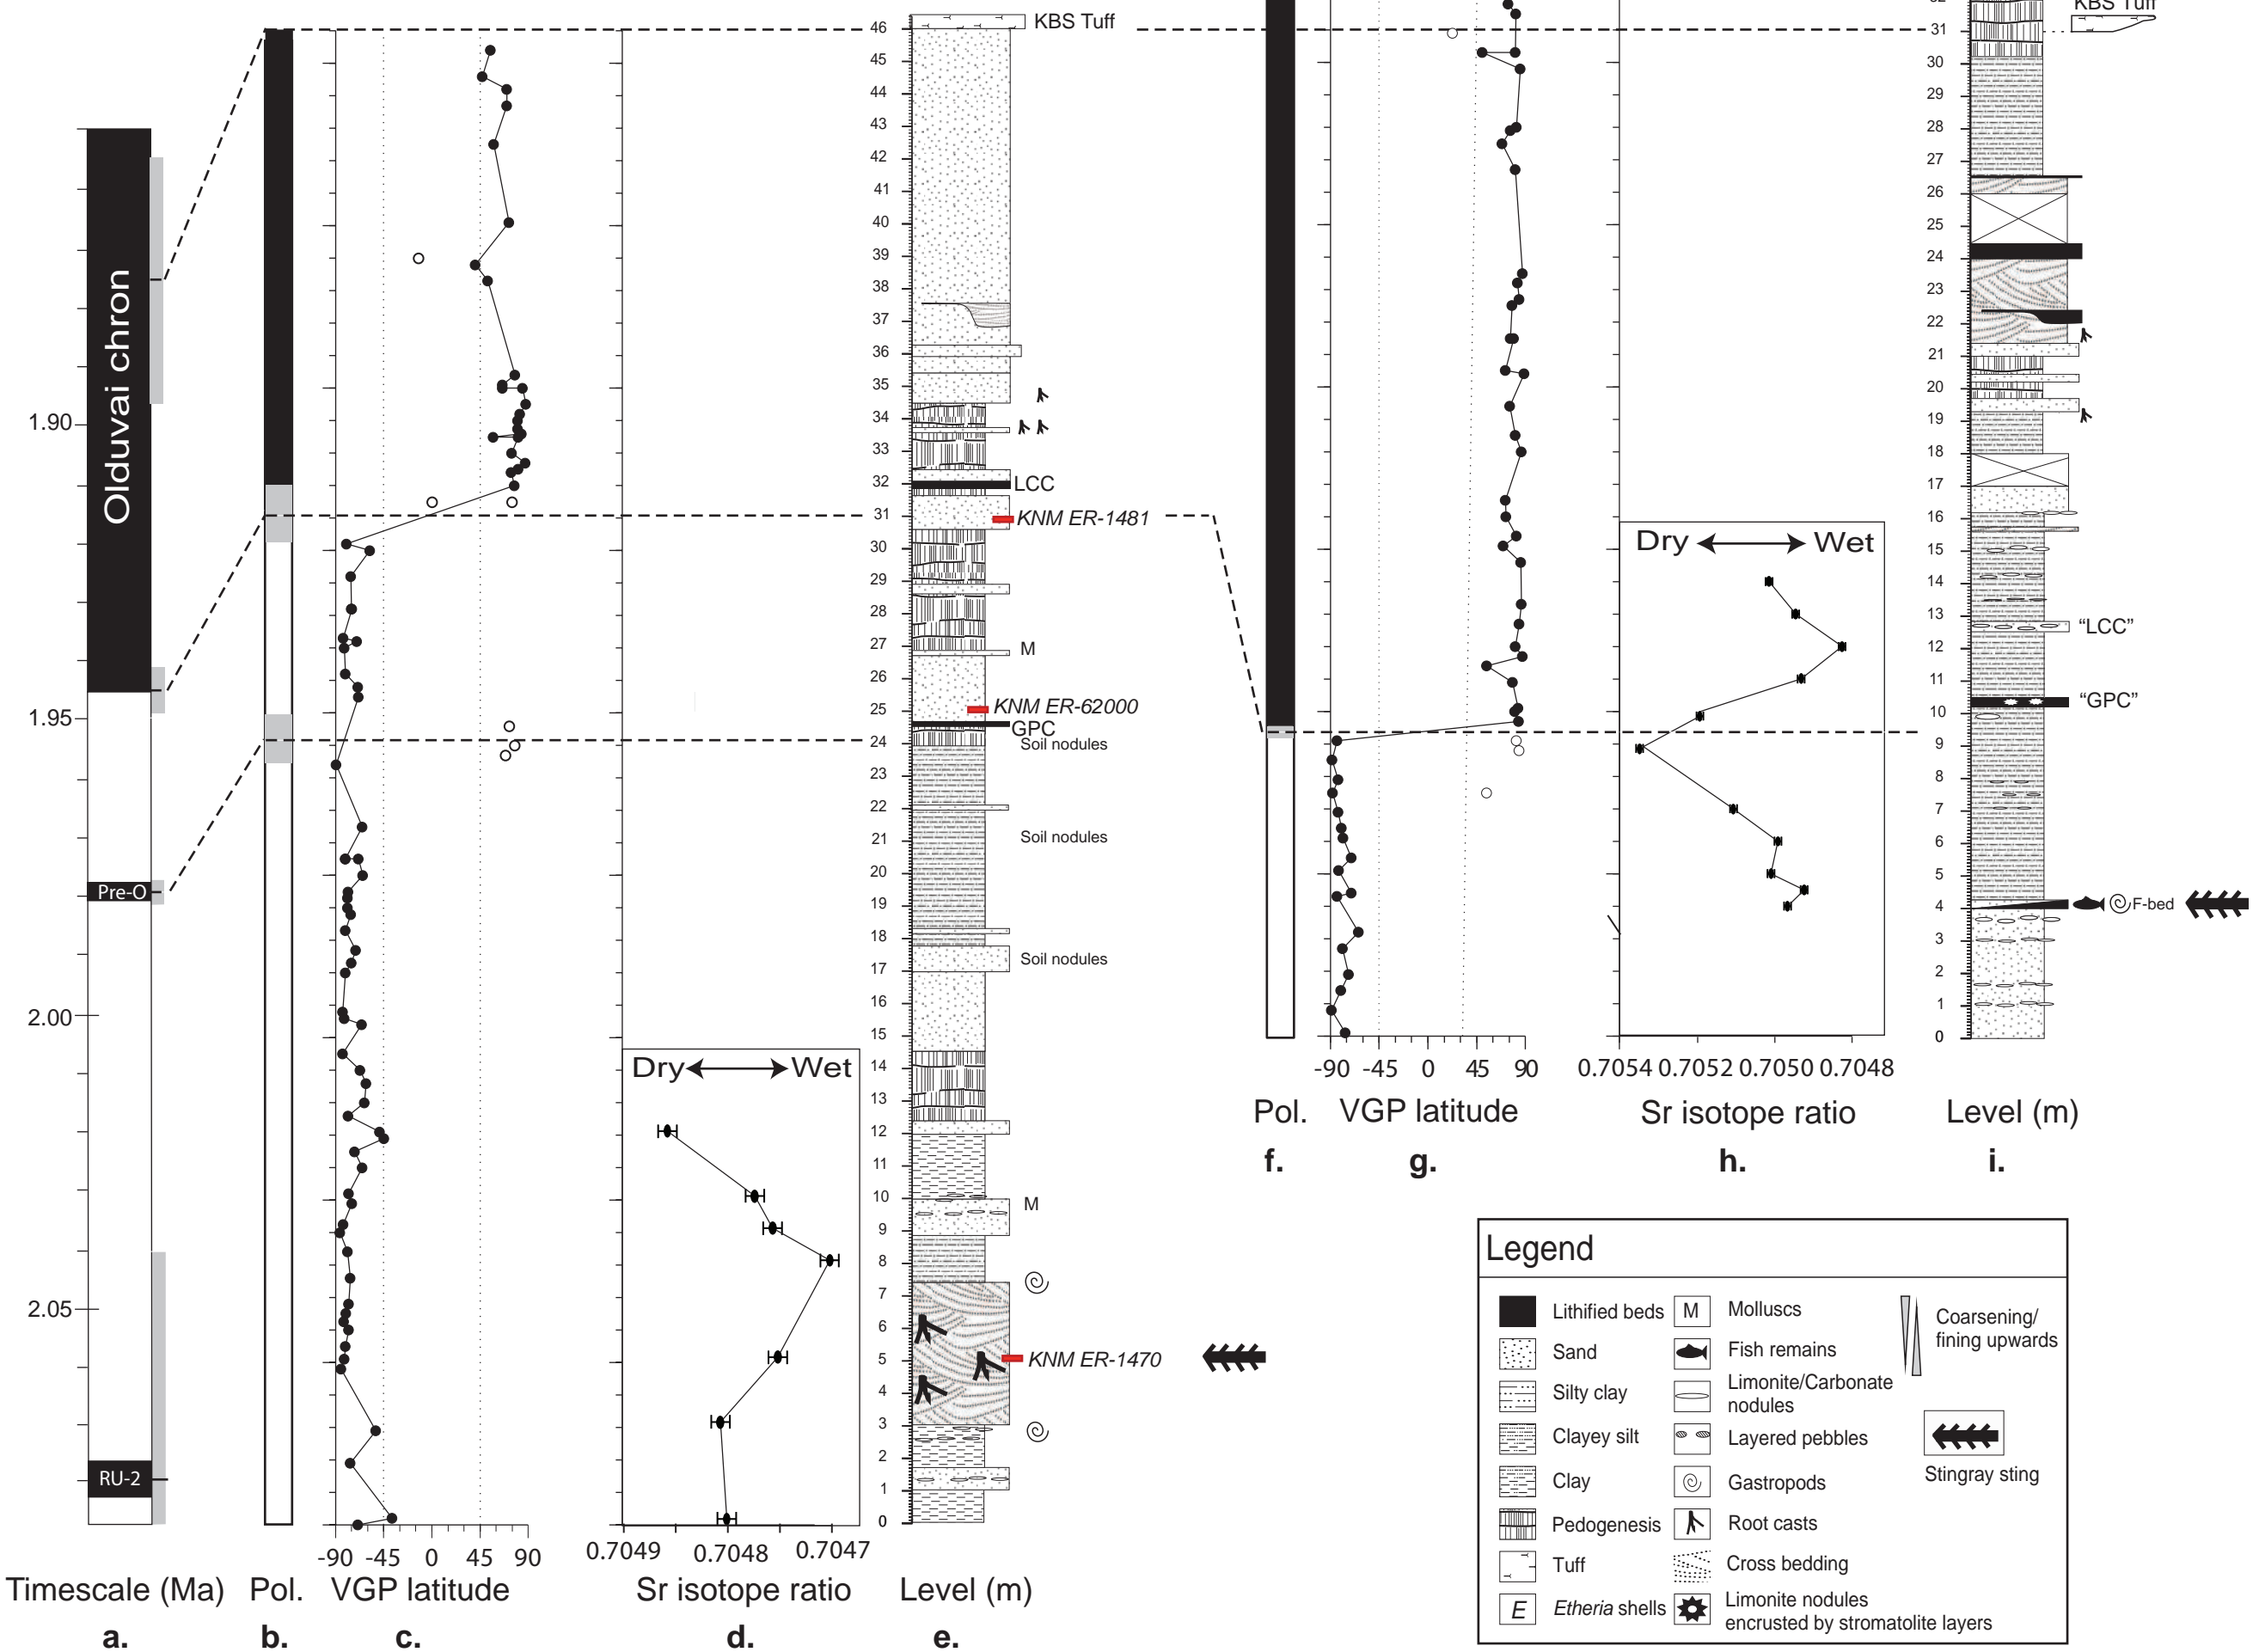 Olduvai chron
1.90
1.95
Pre-O
2.00
2.05
RU-2
Timescale (Ma)
a.
Pol.
b.
-90 -45 0 45 90
VGP latitude
c.
Dry Wet
0.7049 0.7048 0.7047
Sr isotope ratio
d.
46
45
44
43
42
41
40
39
38
37
36
35
34
33
32
31
30
29
28
27
26
25
24
23
22
21
20
19
18
17
16
15
14
13
12
11
10
9
8
7
6
5
4
3
2
1
0
KBS Tuff
LCC
KNM ER-1481
M
KNM ER-62000
GPC
Soil nodules
Soil nodules
Soil nodules
M
KNM ER-1470
Level (m)
e.
Pol.
f.
-90 -45 0 45 90
VGP latitude
g.
Dry Wet
0.7054 0.7052 0.7050 0.7048
Sr isotope ratio
h.
32
31
30
29
28
27
26
25
24
23
22
21
20
19
18
17
16
15
14
13
12
11
10
9
8
7
6
5
4
3
2
1
0
KBS Tuff
“LCC”
“GPC”
F-bed
Level (m)
i.
Legend
Lithified beds
Sand
Silty clay
Clayey silt
Clay
Pedogenesis
Tuff
E Etheria shells
M Molluscs
Fish remains
Limonite/Carbonate
nodules
Layered pebbles
Gastropods
Root casts
Cross bedding
Limonite nodules
encrusted by stromatolite layers
Coarsening/
fining upwards
Stingray sting